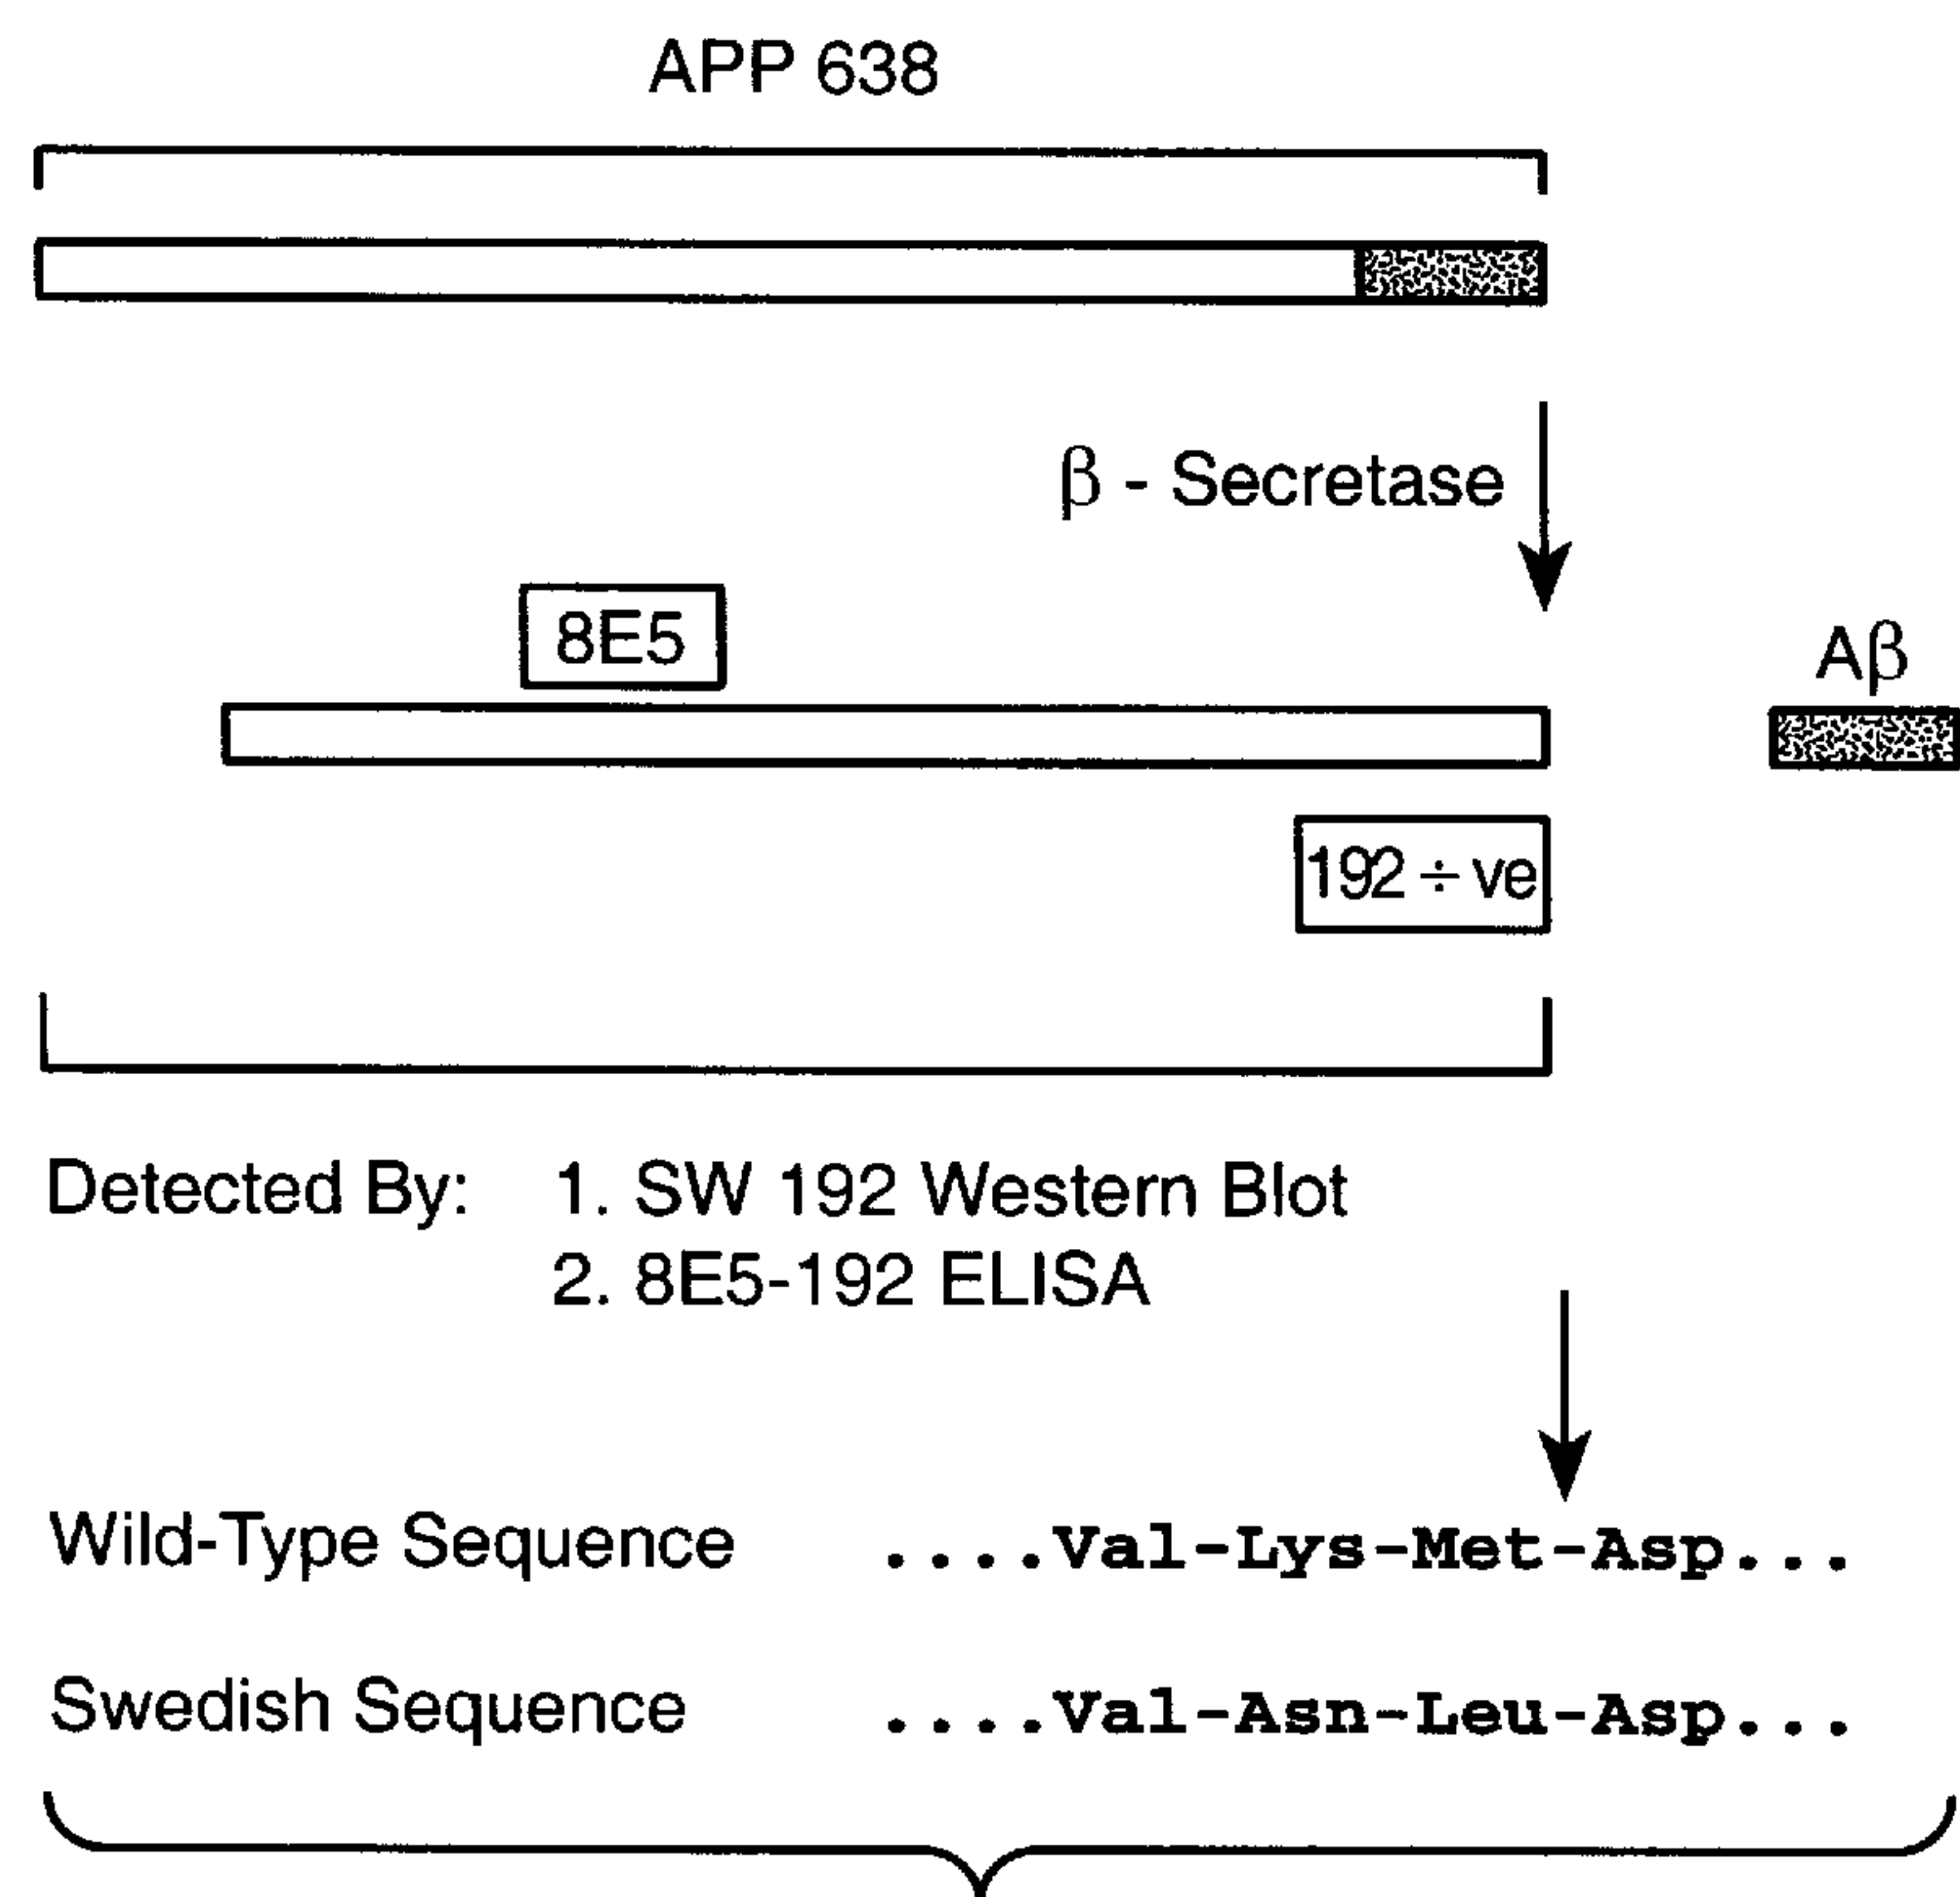 APP 638
β - Secretase
8E5
Aβ
192 ÷ ve
Detected By: 1. SW 192 Western Blot
2. 8E5-192 ELISA
Wild-Type Sequence ....Val-Lys-Met-Asp...
Swedish Sequence ....Val-Asn-Leu-Asp...